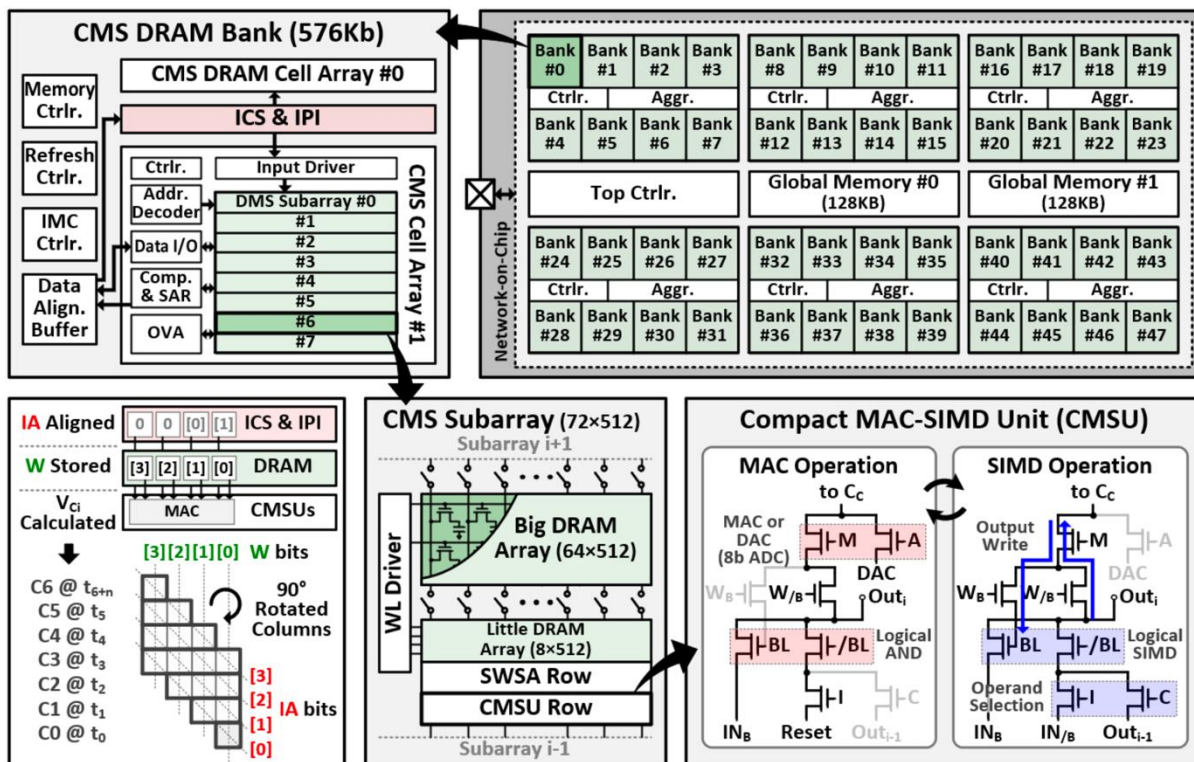 CMS DRAM Bank (576Kb)
CMS DRAM Cell Array #0
Memory
Ctrlr.
ICS & IPI
Refresh
Ctrlr.
IMC
Ctrlr.
Data
Align.
Buffer
Ctrlr.
Input Driver
Addr.
Decoder
Data I/O
Comp.
& SAR
OVA
DMS Subarray #0
#1
#2
#3
#4
#5
#6
#7
CMS Cell Array #1
Network-on-Chip
Bank Bank Bank Bank
#0 #1 #2 #3
Ctrlr. Aggr.
Bank Bank Bank Bank
#4 #5 #6 #7
Bank Bank Bank Bank
#8 #9 #10 #11
Ctrlr. Aggr.
Bank Bank Bank Bank
#12 #13 #14 #15
Bank Bank Bank Bank
#16 #17 #18 #19
Ctrlr. Aggr.
Bank Bank Bank Bank
#20 #21 #22 #23
Top Ctrlr.
Global Memory #0
(128KB)
Global Memory #1
(128KB)
Bank Bank Bank Bank
#24 #25 #26 #27
Ctrlr. Aggr.
Bank Bank Bank Bank
#28 #29 #30 #31
Bank Bank Bank Bank
#32 #33 #34 #35
Ctrlr. Aggr.
Bank Bank Bank Bank
#36 #37 #38 #39
Bank Bank Bank Bank
#40 #41 #42 #43
Ctrlr. Aggr.
Bank Bank Bank Bank
#44 #45 #46 #47
IA Aligned 0 0 [0] [1] ICS & IPI
W Stored [3] [2] [1] [0] DRAM
VCi
Calculated
MAC CMSUs
[3] [2] [1] [0] W bits
C6 @ t6+n
C5 @ t5
C4 @ t4
C3 @ t3
C2 @ t2
C1 @ t1
C0 @ t0
90°
Rotated
Columns
[3]
[2]
[1] IA bits
[0]
CMS Subarray (72×512)
Subarray i+1
WL Driver
Big DRAM
Array (64×512)
Little DRAM
Array (8×512)
SWSA Row
CMSU Row
Subarray i-1
Compact MAC-SIMD Unit (CMSU)
MAC Operation
to CC
MAC or
DAC
(8b ADC)
M A
DAC
WB W/B
Outi
BL /BL
Logical
AND
I C
INB Reset Outi-1
SIMD Operation
to CC
Output
Write
M A
DAC
WB W/B
Outi
BL /BL
Logical
SIMD
Operand
Selection
I C
INB IN/B Outi-1